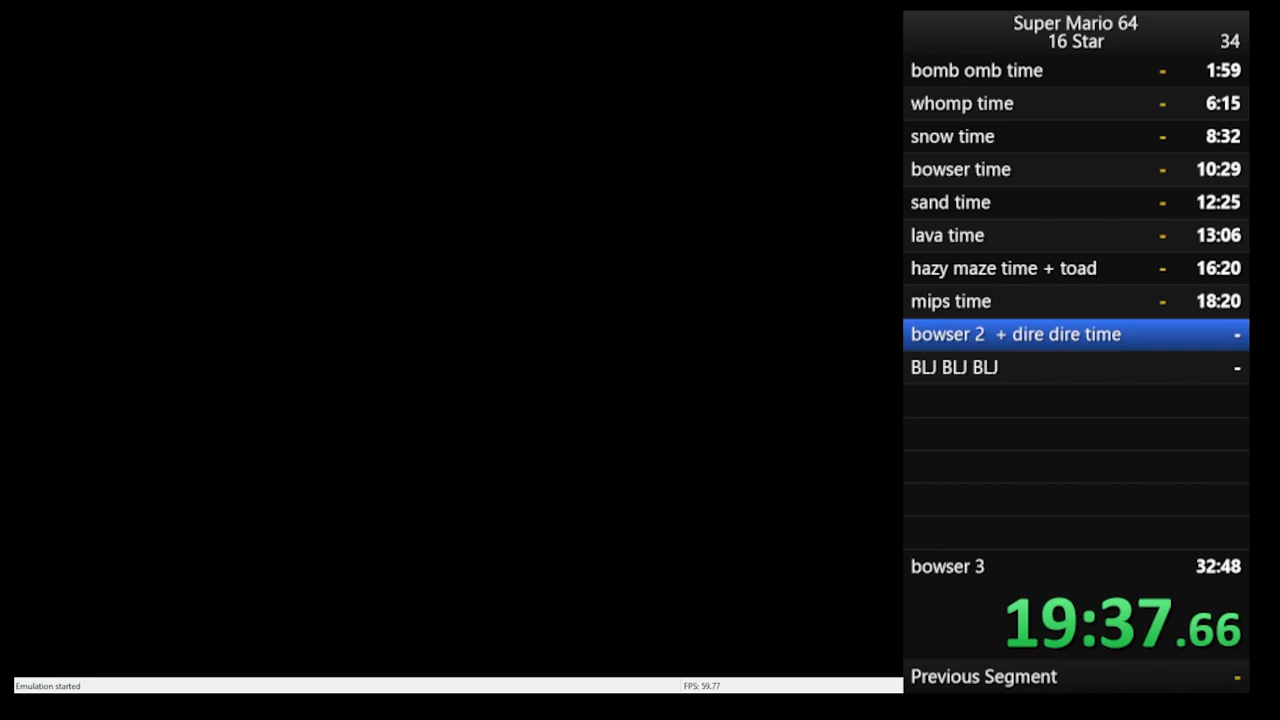 Super Mario 64
16 Star 34
bomb omb time - 1:59
whomp time - 6:15
snow time - 8:32
bowser time - 10:29
sand time - 12:25
lava time - 13:06
hazy maze time + toad - 16:20
mips time - 18:20
bowser 2  + dire dire time -
BLJ BLJ BLJ -
bowser 3 32:48
19:37.66
Previous Segment -
Emulation started FPS: 59.77